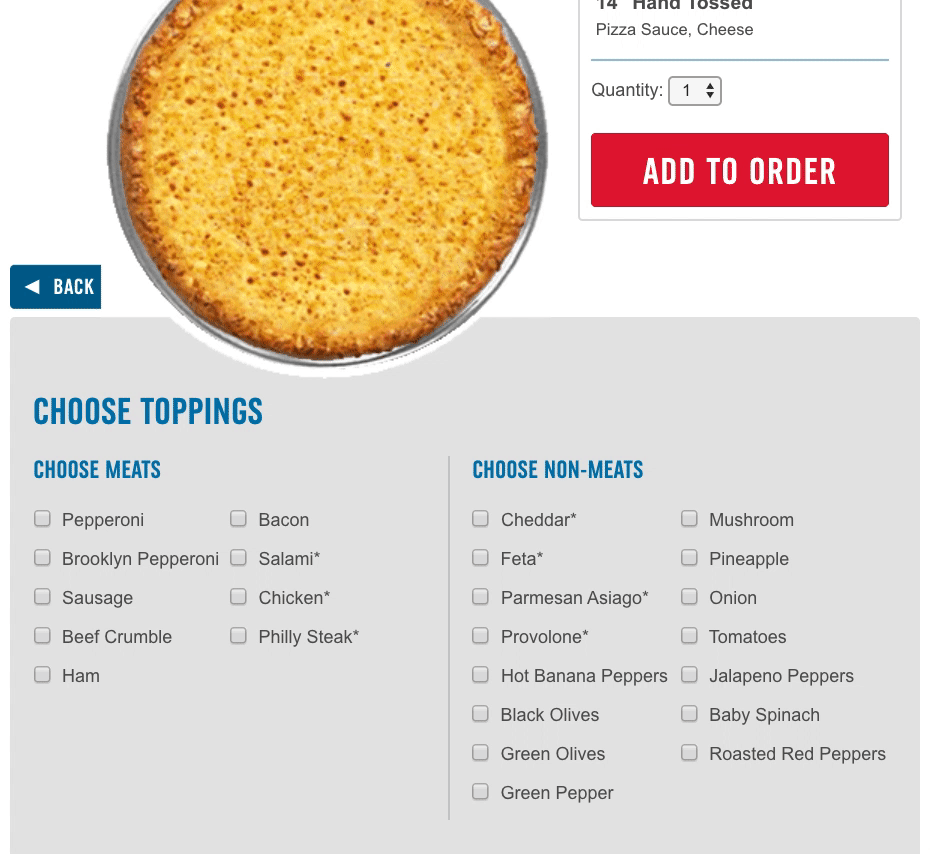 14" Hand Tossed
Pizza Sauce, Cheese
Quantity: 1
ADD TO ORDER
BACK
CHOOSE TOPPINGS
CHOOSE MEATS
Pepperoni
Bacon
Brooklyn Pepperoni
Salami*
Sausage
Chicken*
Beef Crumble
Philly Steak*
Ham
CHOOSE NON-MEATS
Cheddar*
Mushroom
Feta*
Pineapple
Parmesan Asiago*
Onion
Provolone*
Tomatoes
Hot Banana Peppers
Jalapeno Peppers
Black Olives
Baby Spinach
Green Olives
Roasted Red Peppers
Green Pepper